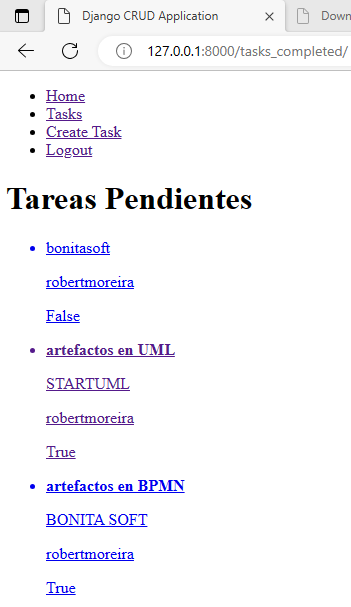 Django CRUD Application
Down
127.0.0.1:8000/tasks_completed/
Home
Tasks
Create Task
Logout
Tareas Pendientes
bonitasoft
robertmoreira
False
artefactos en UML
STARTUML
robertmoreira
True
artefactos en BPMN
BONITA SOFT
robertmoreira
True